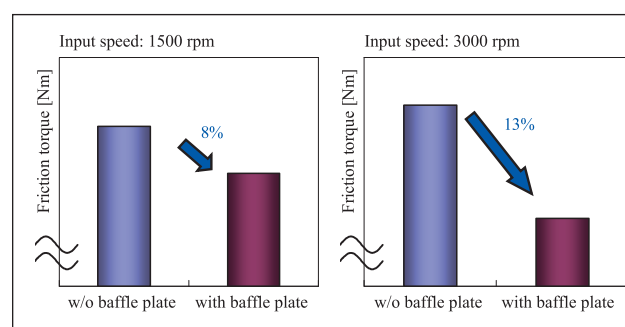 Input speed: 1500 rpm
Friction torque [Nm]
8%
w/o baffle plate
with baffle plate
Input speed: 3000 rpm
Friction torque [Nm]
13%
w/o baffle plate
with baffle plate